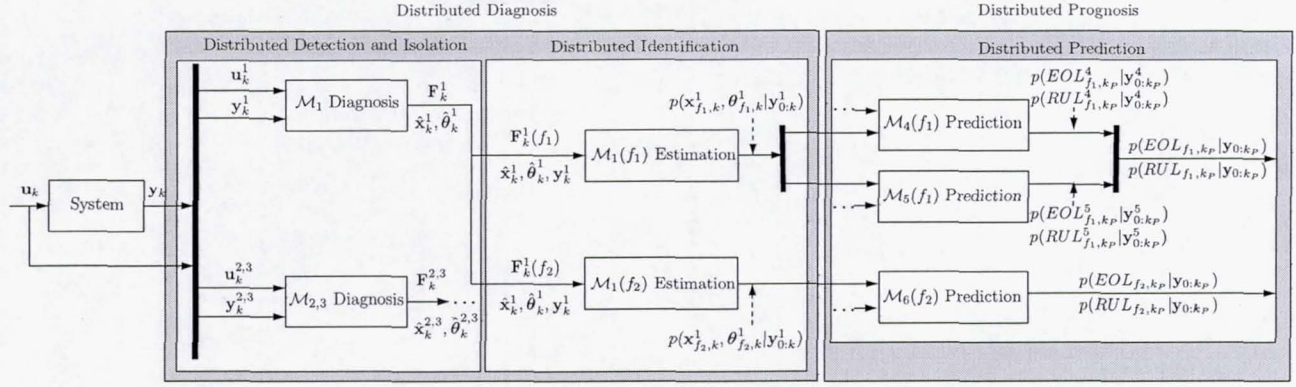 Distributed Diagnosis
Distributed Prognosis
Distributed Detection and Isolation
Distributed Identification
Distributed Prediction
u_k
System
y_k
u_k^1
y_k^1
M_1 Diagnosis
F_k^1
x̂_k^1, θ̂_k^1
u_k^{2,3}
y_k^{2,3}
M_{2,3} Diagnosis
F_k^{2,3}
...
x̂_k^{2,3}, θ̂_k^{2,3}
F_k^1(f_1)
x̂_k^1, θ̂_k^1, y_k^1
M_1(f_1) Estimation
p(x_{f_1,k}^1, θ_{f_1,k}^1|y_{0:k}^1)
F_k^1(f_2)
x̂_k^1, θ̂_k^1, y_k^1
M_1(f_2) Estimation
p(x_{f_2,k}^1, θ_{f_2,k}^1|y_{0:k}^1)
p(EOL_{f_1,k_P}^4|y_{0:k_P}^4)
p(RUL_{f_1,k_P}^4|y_{0:k_P}^4)
...
M_4(f_1) Prediction
M_5(f_1) Prediction
...
p(EOL_{f_1,k_P}|y_{0:k_P})
p(RUL_{f_1,k_P}|y_{0:k_P})
p(EOL_{f_1,k_P}^5|y_{0:k_P}^5)
p(RUL_{f_1,k_P}^5|y_{0:k_P}^5)
M_6(f_2) Prediction
...
p(EOL_{f_2,k_P}|y_{0:k_P})
p(RUL_{f_2,k_P}|y_{0:k_P})